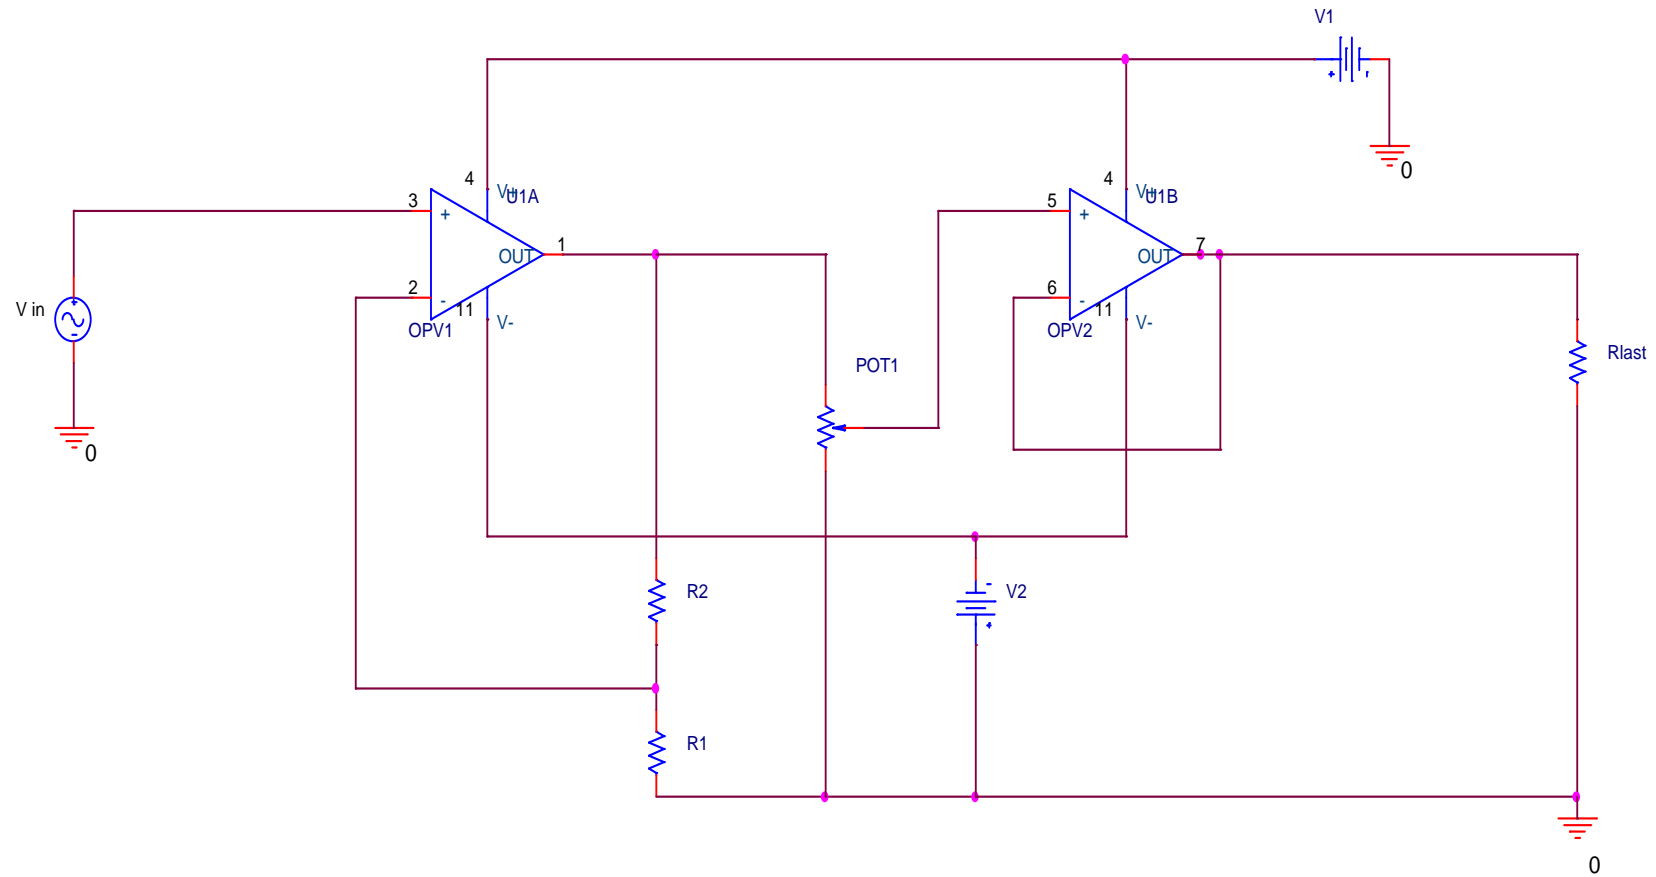 V1
+ -
0
4
V+
U1A
3
+
OUT
1
2
-
11
V-
OPV1
4
V+
U1B
5
+
OUT
7
6
-
11
V-
OPV2
V in
+
-
0
POT1
Rlast
R2
-
V2
+
R1
0